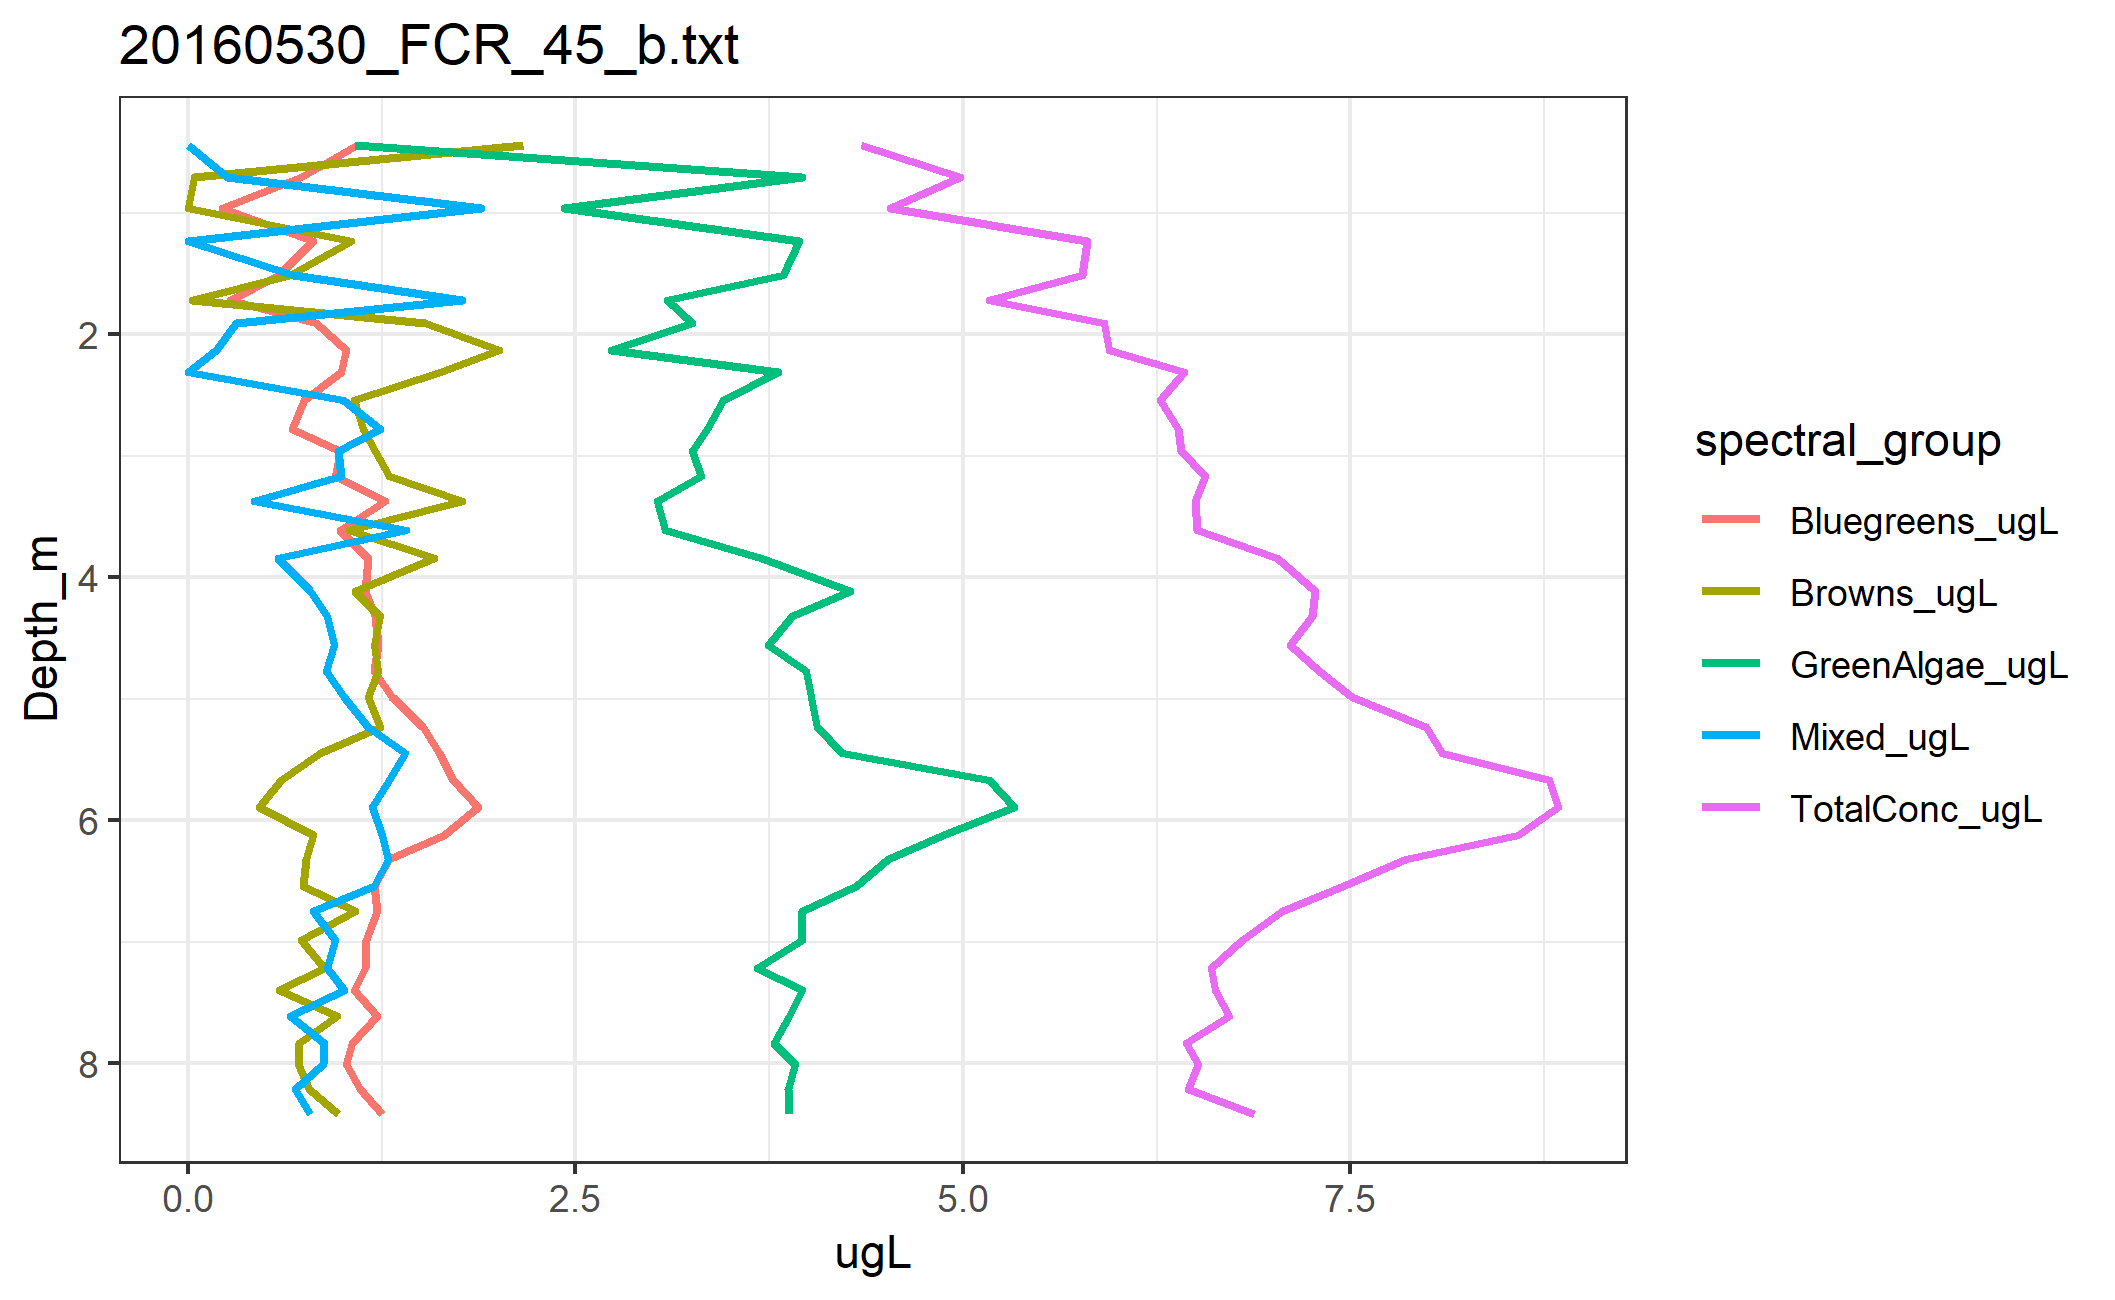 20160530_FCR_45_b.txt
Depth_m
2
4
6
8
0.0 2.5 5.0 7.5
ugL
spectral_group
Bluegreens_ugL
Browns_ugL
GreenAlgae_ugL
Mixed_ugL
TotalConc_ugL